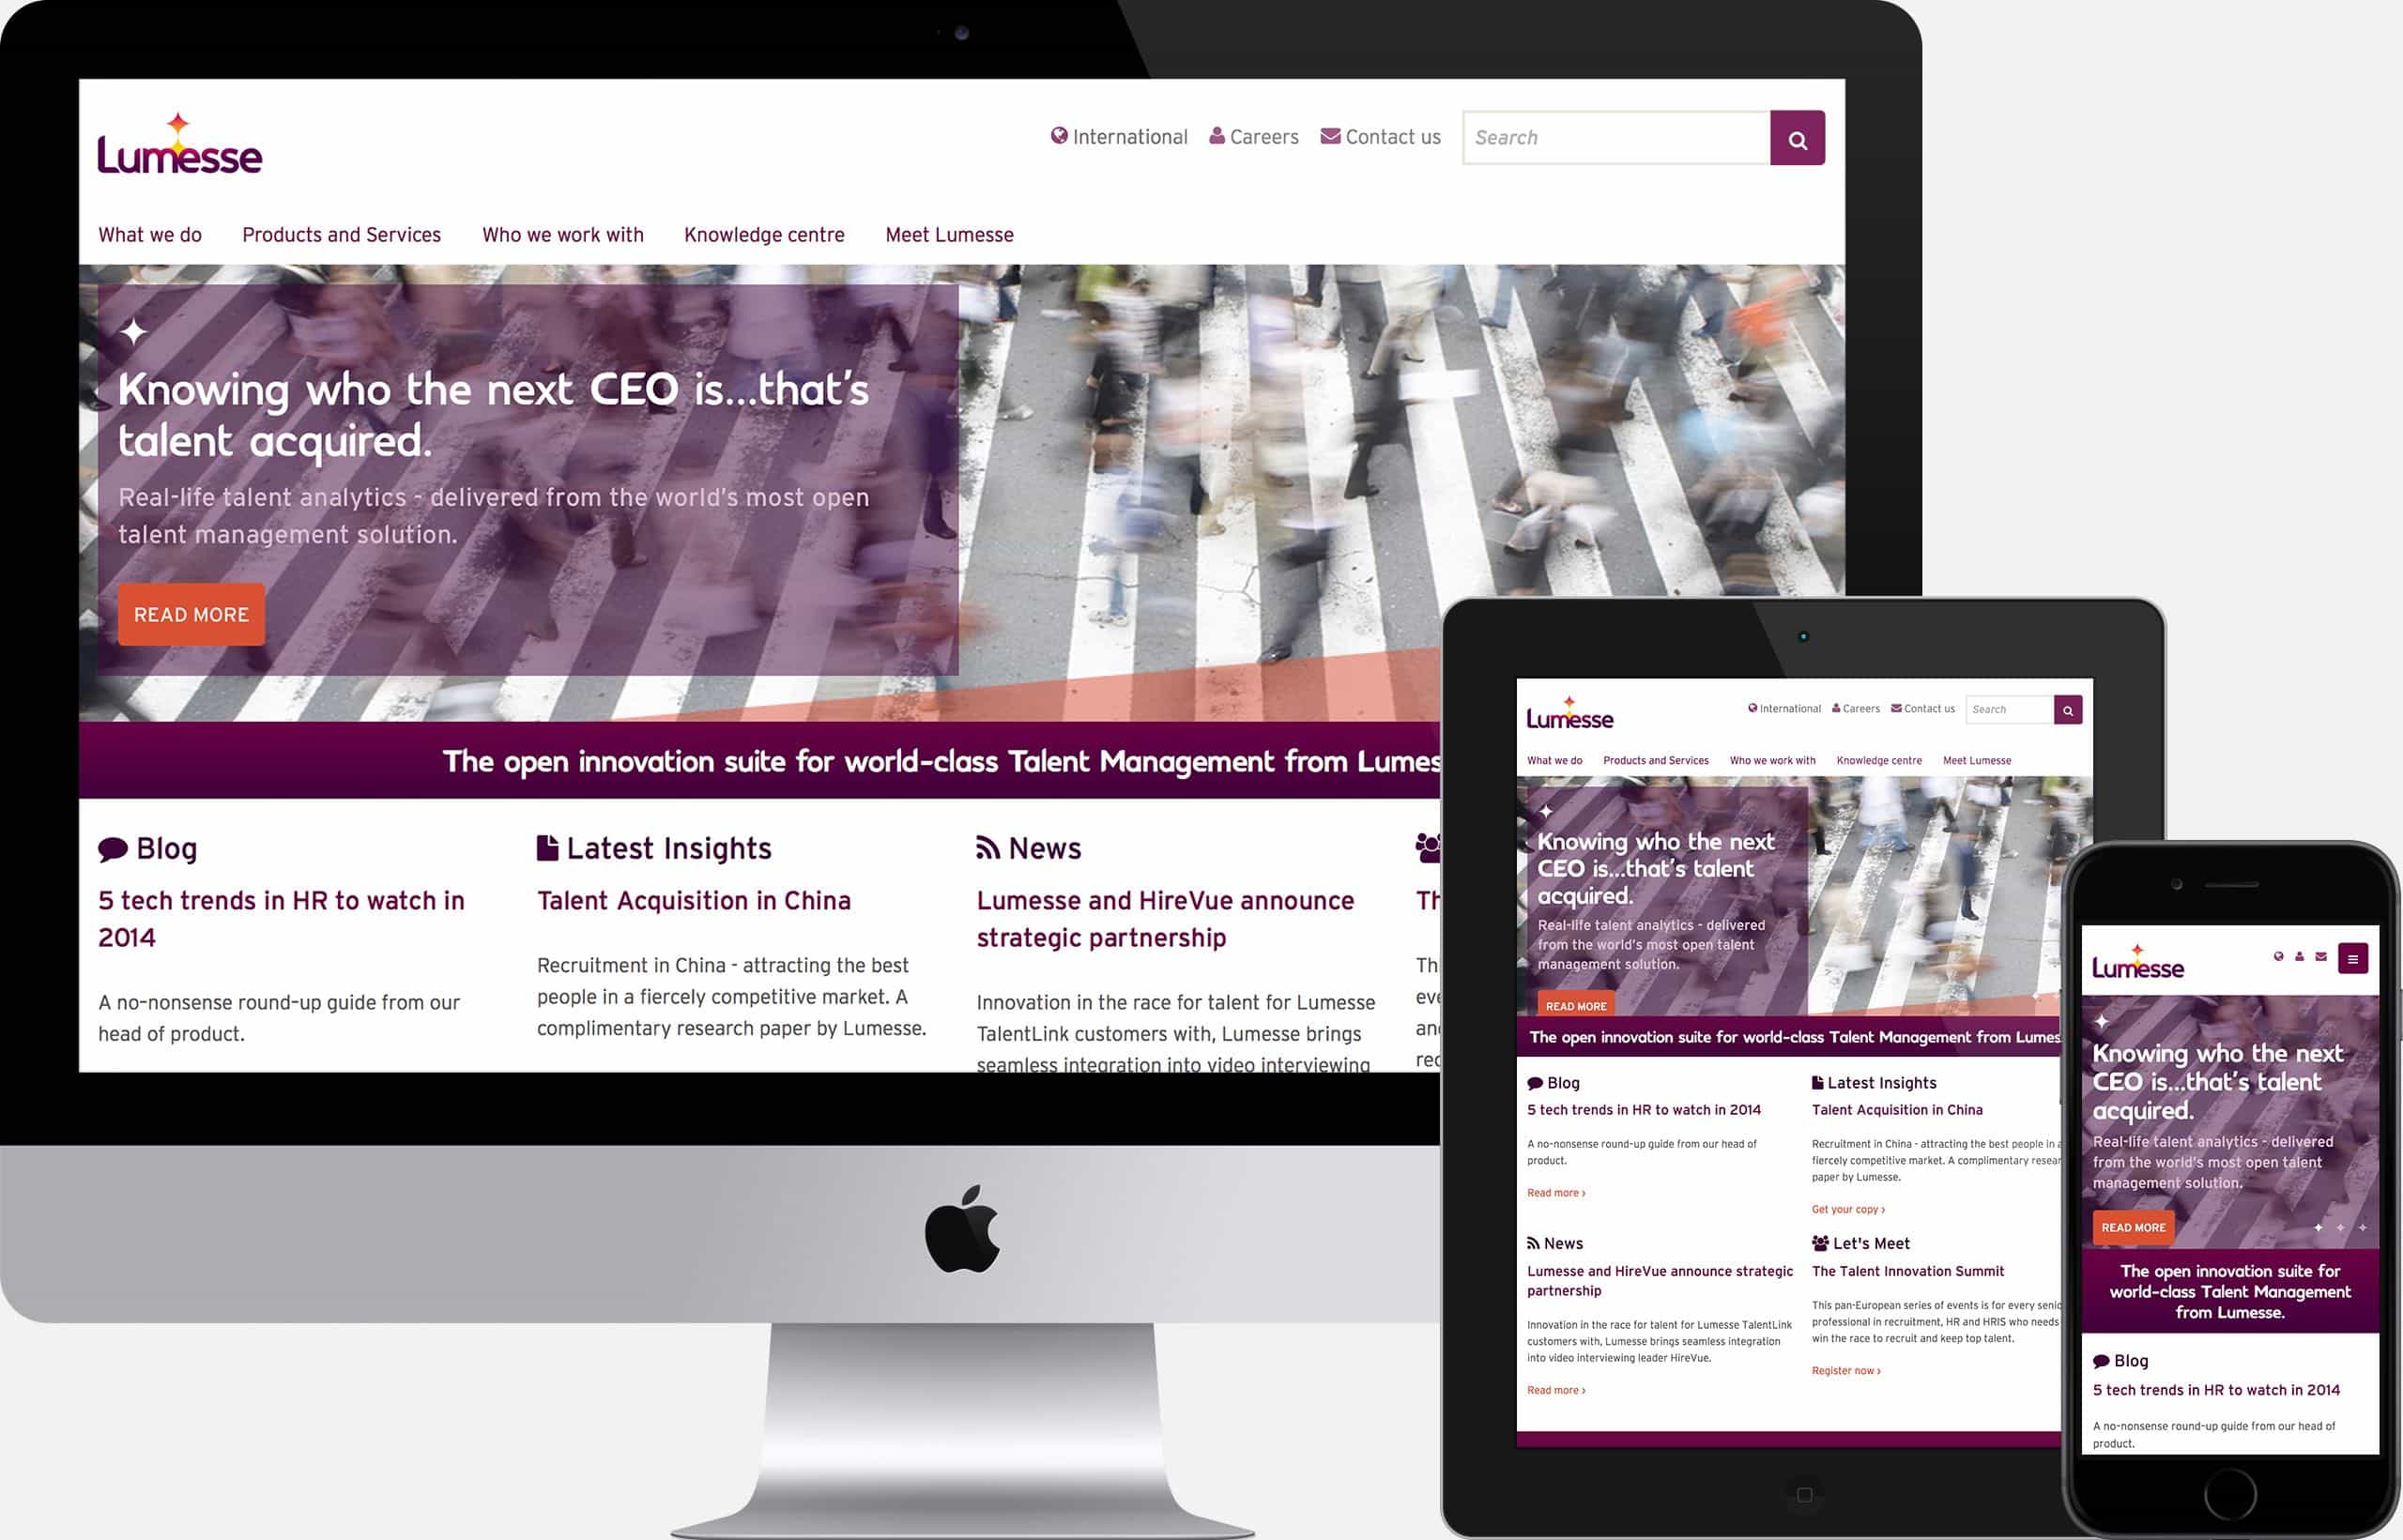 Lumesse
International Careers Contact us Search
What we do Products and Services Who we work with Knowledge centre Meet Lumesse
Knowing who the next CEO is...that's
talent acquired.
Real-life talent analytics - delivered from the world's most open
talent management solution.
READ MORE
The open innovation suite for world-class Talent Management from Lumes
Blog
5 tech trends in HR to watch in
2014
A no-nonsense round-up guide from our
head of product.
Latest Insights
Talent Acquisition in China
Recruitment in China - attracting the best
people in a fiercely competitive market. A
complimentary research paper by Lumesse.
News
Lumesse and HireVue announce
strategic partnership
Innovation in the race for talent for Lumesse
TalentLink customers with, Lumesse brings
seamless integration into video interviewing
Th
Th
eve
and
rec
Lumesse
International Careers Contact us Search
What we do Products and Services Who we work with Knowledge centre Meet Lumesse
Knowing who the next
CEO is...that's talent
acquired.
Real-life talent analytics - delivered
from the world's most open talent
management solution.
READ MORE
The open innovation suite for world-class Talent Management from Lumes
Blog
5 tech trends in HR to watch in 2014
A no-nonsense round-up guide from our head of
product.
Read more ›
Latest Insights
Talent Acquisition in China
Recruitment in China - attracting the best people in a
fiercely competitive market. A complimentary resear
paper by Lumesse.
Get your copy ›
News
Lumesse and HireVue announce strategic
partnership
Innovation in the race for talent for Lumesse TalentLink
customers with, Lumesse brings seamless integration
into video interviewing leader HireVue.
Read more ›
Let's Meet
The Talent Innovation Summit
This pan-European series of events is for every senio
professional in recruitment, HR and HRIS who needs
win the race to recruit and keep top talent.
Register now ›
Lumesse
Knowing who the next
CEO is...that's talent
acquired.
Real-life talent analytics - delivered
from the world's most open talent
management solution.
READ MORE
The open innovation suite for
world-class Talent Management
from Lumesse.
Blog
5 tech trends in HR to watch in 2014
A no-nonsense round-up guide from our head of
product.